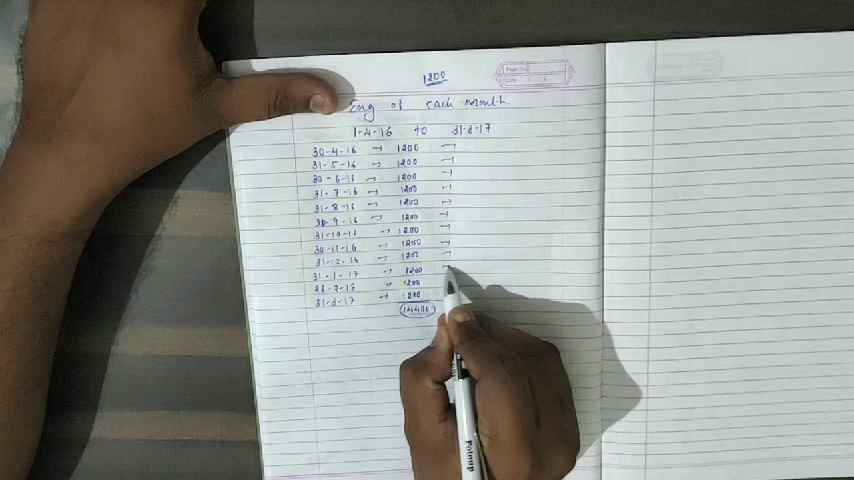 1200
Eng of each month.
1-4-16 to 31-3-17
30-4-16 → 1200 →
31-5-16 → 1200 →
30-6-16 → 1200 →
31-7-16 → 1200 →
31-8-16 → 1200 →
30-9-16 → 1200 →
31-10-16 → 1200 →
30-11-16 → 1200 →
31-12-16 → 1200 →
31-1-17 → 1200
28-2-17 → 1200
31-3-17 → 1200
14400